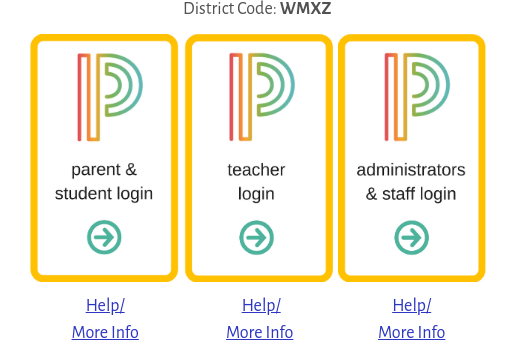 District Code: WMXZ
parent &
student login
teacher
login
administrators
& staff login
Help/
More Info
Help/
More Info
Help/
More Info